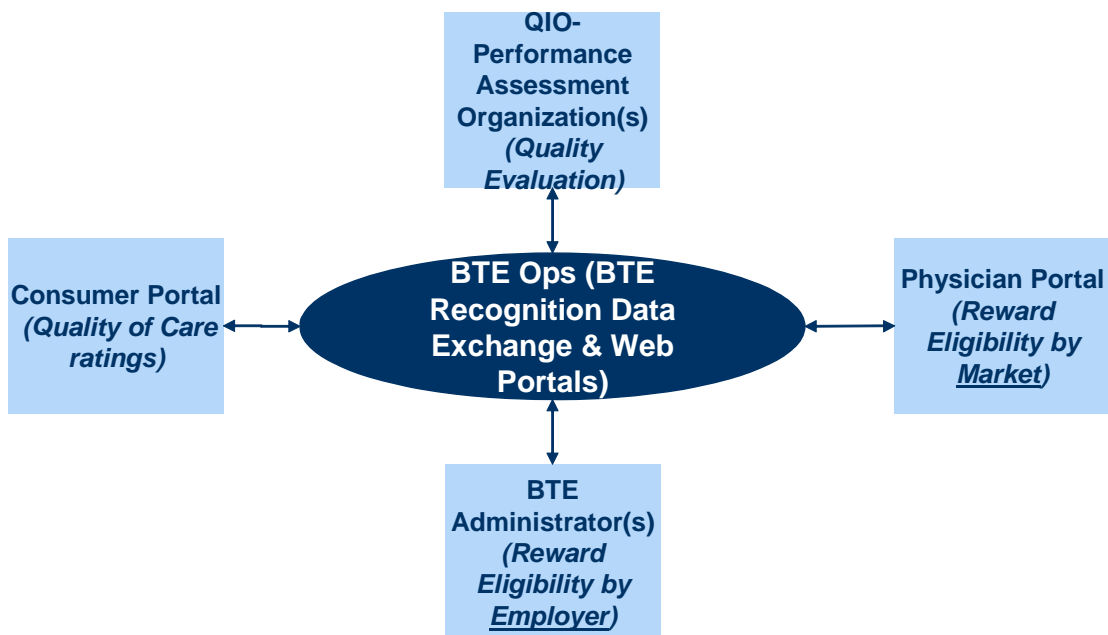 QIO-
Performance
Assessment
Organization(s)
(Quality
Evaluation)
Consumer Portal
(Quality of Care
ratings)
BTE Ops (BTE
Recognition Data
Exchange & Web
Portals)
Physician Portal
(Reward
Eligibility by
Market)
BTE
Administrator(s)
(Reward
Eligibility by
Employer)